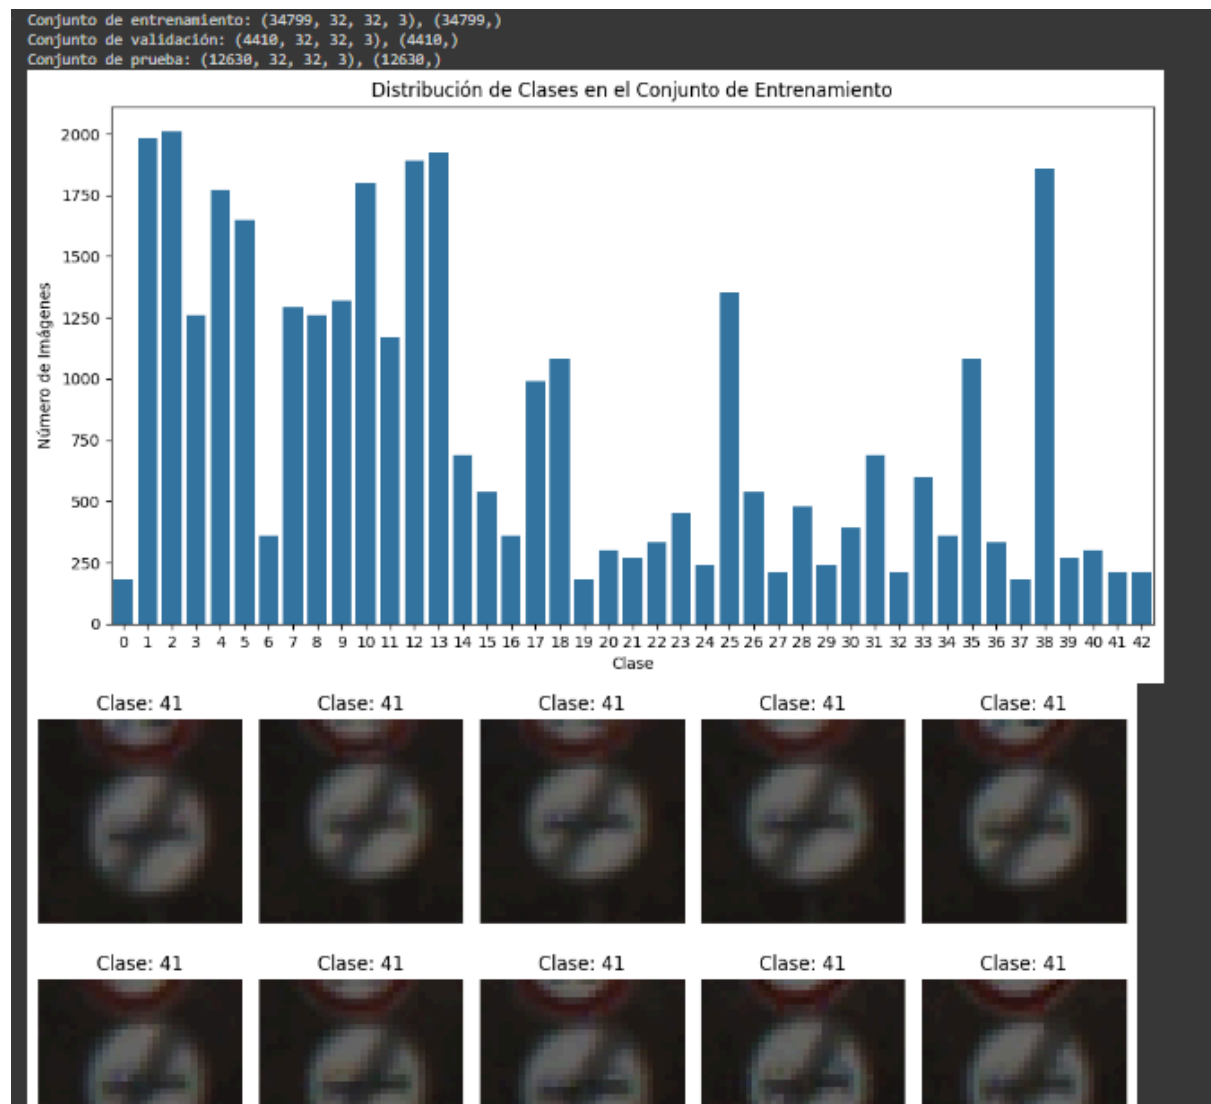 Conjunto de entrenamiento: (34799, 32, 32, 3), (34799,)
Conjunto de validación: (4410, 32, 32, 3), (4410,)
Conjunto de prueba: (12630, 32, 32, 3), (12630,)
Distribución de Clases en el Conjunto de Entrenamiento
2000
1750
1500
1250
1000
750
500
250
0
Número de Imágenes
0 1 2 3 4 5 6 7 8 9 10 11 12 13 14 15 16 17 18 19 20 21 22 23 24 25 26 27 28 29 30 31 32 33 34 35 36 37 38 39 40 41 42
Clase
Clase: 41 Clase: 41 Clase: 41 Clase: 41 Clase: 41
Clase: 41 Clase: 41 Clase: 41 Clase: 41 Clase: 41